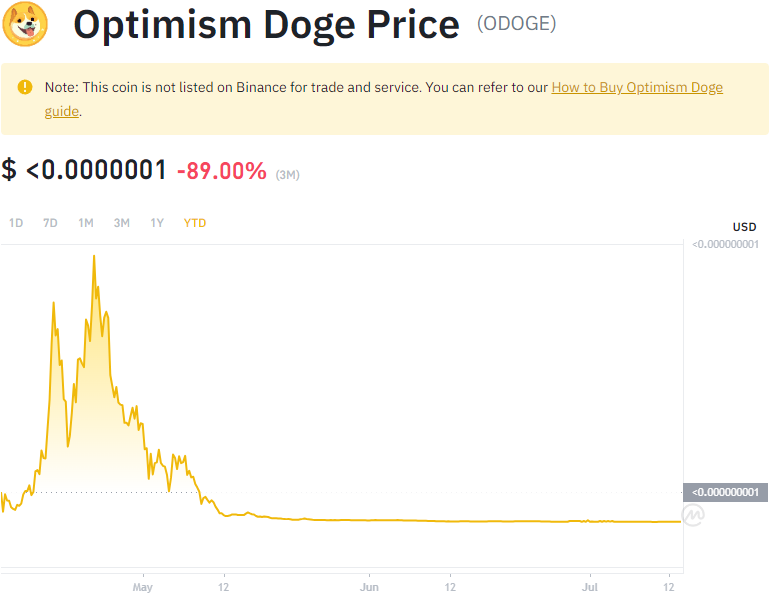 Optimism Doge Price (ODOGE)
Note: This coin is not listed on Binance for trade and service. You can refer to our How to Buy Optimism Doge
guide.
$ <0.0000001 -89.00% (3M)
1D 7D 1M 3M 1Y YTD
USD
<0.000000001
<0.000000001
May 12 Jun 12 Jul 12